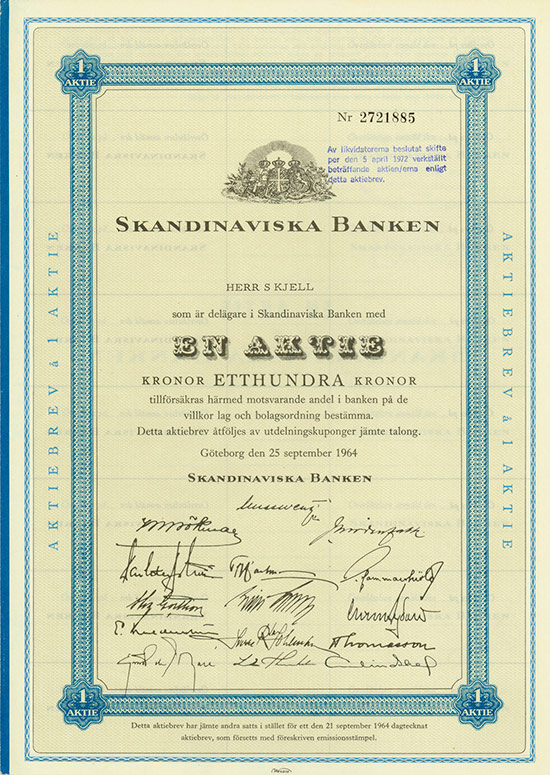 1
AKTIE
1
AKTIE
Nr 2721885
Av likvidatorerna beslutat skifte
per den 5 april 1972 verkställt
beträffande aktien/erna enligt
detta aktiebrev.
SKANDINAVISKA BANKEN
HERR S KJELL
som är delägare i Skandinaviska Banken med
EN AKTIE
KRONOR ETTHUNDRA KRONOR
tillförsäkras härmed motsvarande andel i banken på de
villkor lag och bolagsordning bestämma.
Detta aktiebrev åtföljes av utdelningskuponger jämte talong.
Göteborg den 25 september 1964
SKANDINAVISKA BANKEN
AKTIEBREV à 1 AKTIE
AKTIEBREV à 1 AKTIE
Thomasson
1
AKTIE
1
AKTIE
Detta aktiebrev har jämte andra satts i stället för ett den 21 september 1964 dagtecknat
aktiebrev, som försetts med föreskriven emissionsstämpel.